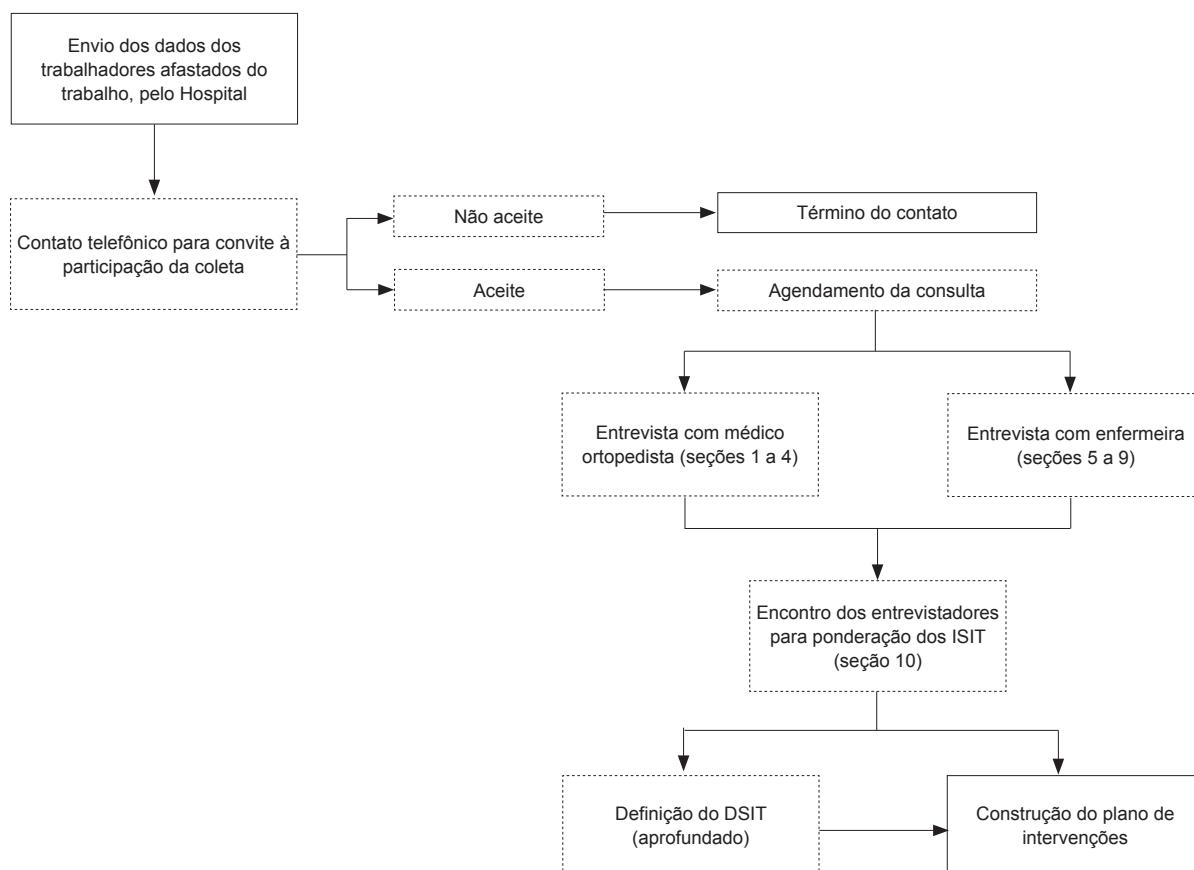 Envio dos dados dos
trabalhadores afastados do
trabalho, pelo Hospital
Contato telefônico para convite à
participação da coleta
Não aceite
Término do contato
Aceite
Agendamento da consulta
Entrevista com médico
ortopedista (seções 1 a 4)
Entrevista com enfermeira
(seções 5 a 9)
Encontro dos entrevistadores
para ponderação dos ISIT
(seção 10)
Definição do DSIT
(aprofundado)
Construção do plano de
intervenções